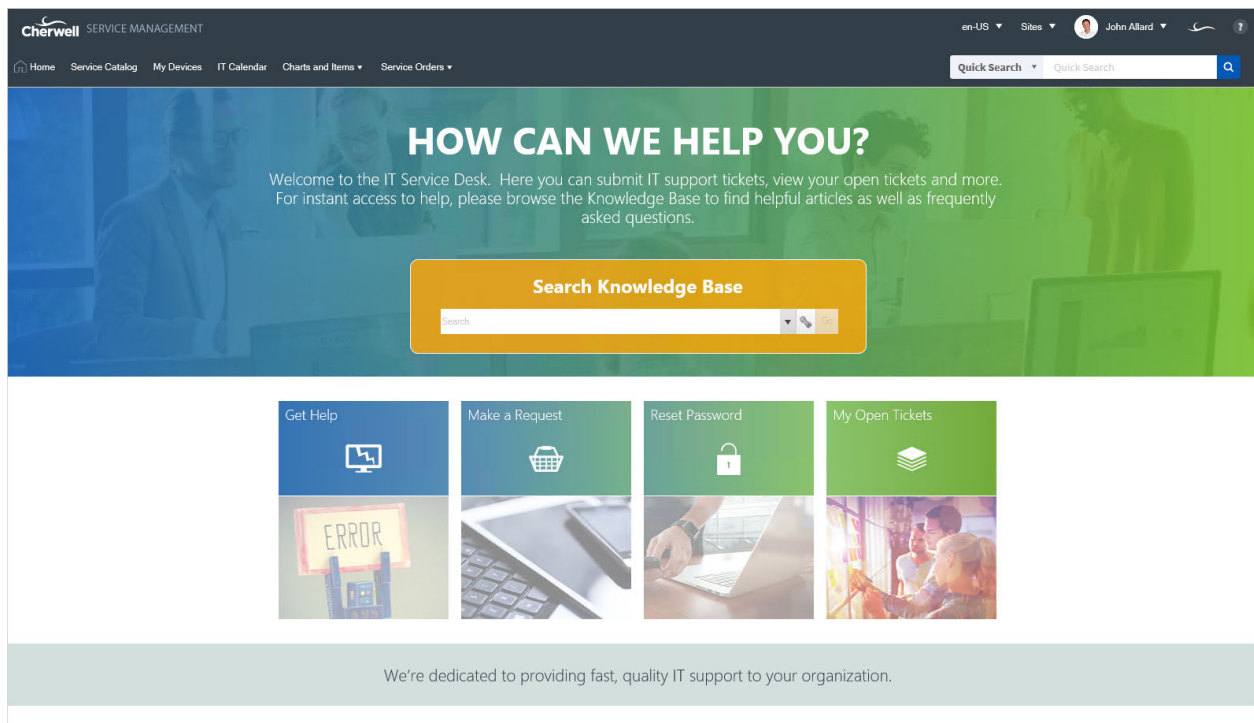 Cherwell SERVICE MANAGEMENT
en-US Sites John Allard ?
Home Service Catalog My Devices IT Calendar Charts and Items Service Orders
Quick Search Quick Search
HOW CAN WE HELP YOU?
Welcome to the IT Service Desk. Here you can submit IT support tickets, view your open tickets and more.
For instant access to help, please browse the Knowledge Base to find helpful articles as well as frequently
asked questions.
Search Knowledge Base
Search Go
Get Help Make a Request Reset Password My Open Tickets
ERROR
We're dedicated to providing fast, quality IT support to your organization.